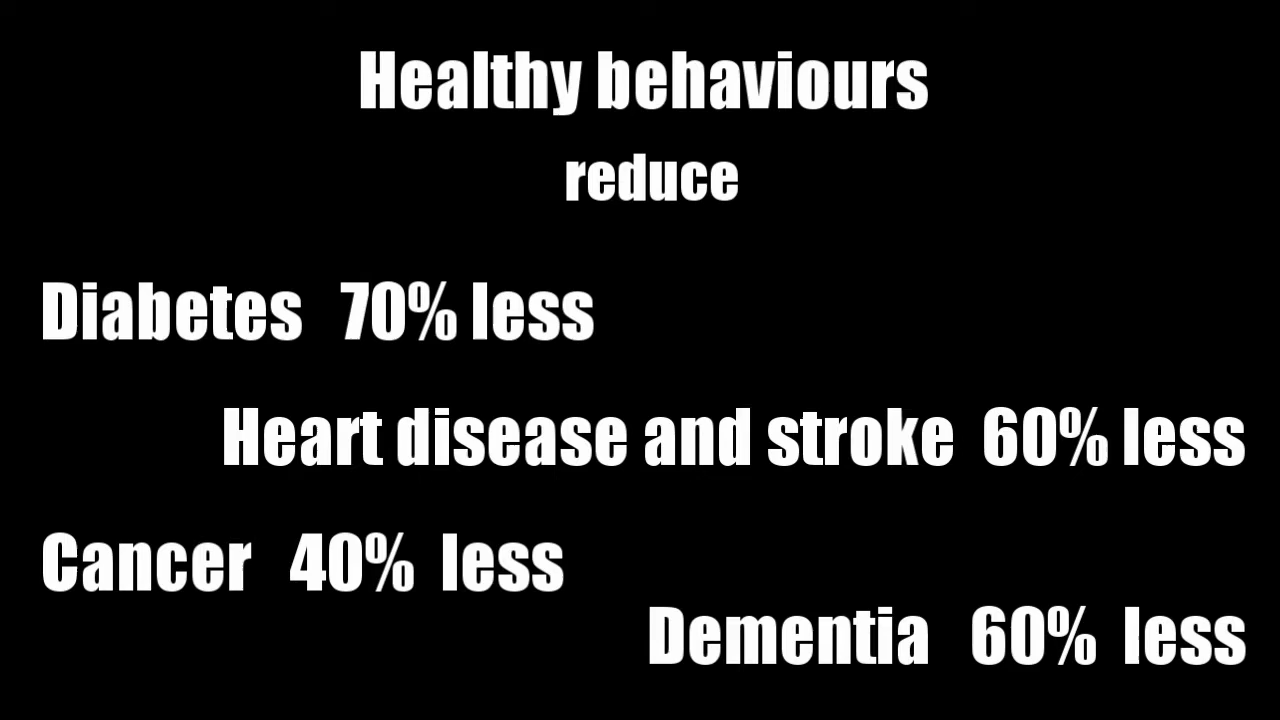 Healthy behaviours
reduce
Diabetes 70% less
Heart disease and stroke 60% less
Cancer 40% less
Dementia 60% less